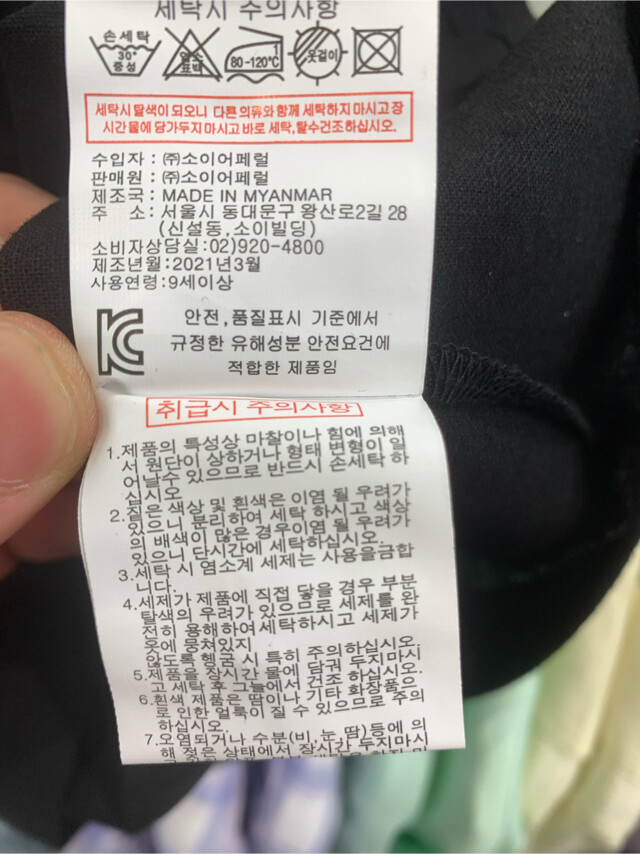 세탁시 주의사항
손세탁
30°
중성
염소
표백
1
80-120℃
옷걸이
세탁시 탈색이 되오니 다른 의류와 함께 세탁하지 마시고 장
시간 물에 담가두지 마시고 바로 세탁,탈수건조하십시오.
수입자 : ㈜소이어페럴
판매원 : ㈜소이어페럴
제조국 : MADE IN MYANMAR
주 소 : 서울시 동대문구 왕산로2길 28
(신설동,소이빌딩)
소비자상담실:02)920-4800
제조년월:2021년3월
사용연령:9세이상
안전,품질표시 기준에서
규정한 유해성분 안전요건에
적합한 제품임
취급시 주의사항
1.제품의 특성상 마찰이나 힘에 의해
서 원단이 상하거나 형태 변형이 일
어날수 있으므로 반드시 손세탁 하
십시오
2.짙은 색상 및 흰색은 이염 될 우려가
있으니 분리하여 세탁 하시고 색상
의 배색이 많은 경우이염 될 우려가
있으니 단시간에 세탁하십시오.
3.세탁 시 염소계 세제는 사용을금합
니다.
4.세제가 제품에 직접 닿을 경우 부분
탈색의 우려가 있으므로 세제를 완
전히 용해하여세탁하시고 세제가
옷에 뭉쳐있지
않도록 헹굼 시 특히 주의하십시오.
5.제품을 장시간 물에 담궈 두지마시
고 세탁 후 그늘에서 건조 하십시오.
6.흰색 제품은 땀이나 기타 화장품으
로 인한 얼룩이 질 수 있으므로 주의
하십시오.
7.오염되거나 수분(비,눈,땀)등에 의
해 젖은 상태에서 장시간 두지마시